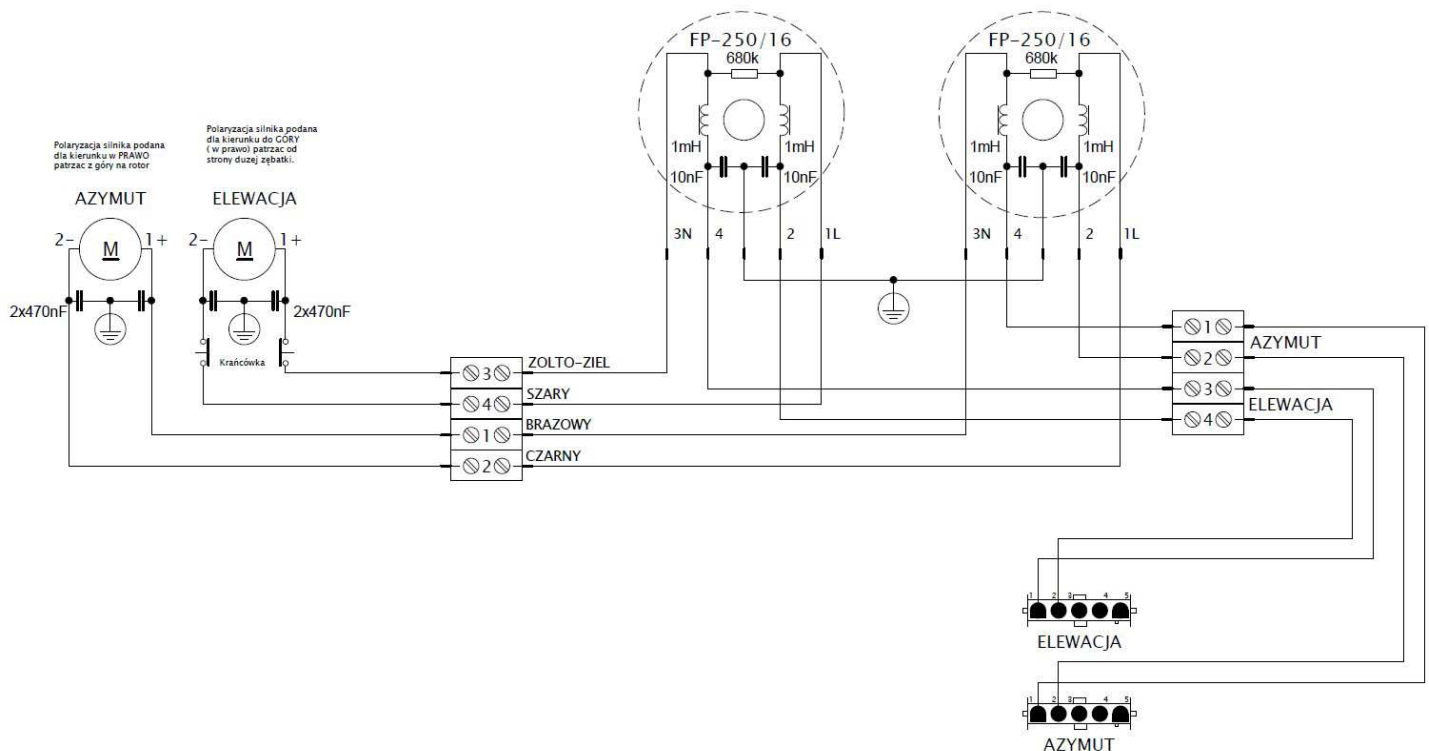 FP-250/16
680k
1mH
1mH
10nF
10nF
3N
4
2
1L
FP-250/16
680k
1mH
1mH
10nF
10nF
3N
4
2
1L
Polaryzacja silnika podana
dla kierunku w PRAWO
patrzac z góry na rotor
Polaryzacja silnika podana
dla kierunku do GÓRY
( w prawo) patrzac od
strony duzej zębatki.
AZYMUT
ELEWACJA
2-
M
1+
2-
M
1+
2x470nF
2x470nF
Krańcówka
3
ZOLTO-ZIEL
4
SZARY
1
BRAZOWY
2
CZARNY
1
AZYMUT
2
3
ELEWACJA
4
1 2 3 4 5
ELEWACJA
1 2 3 4 5
AZYMUT